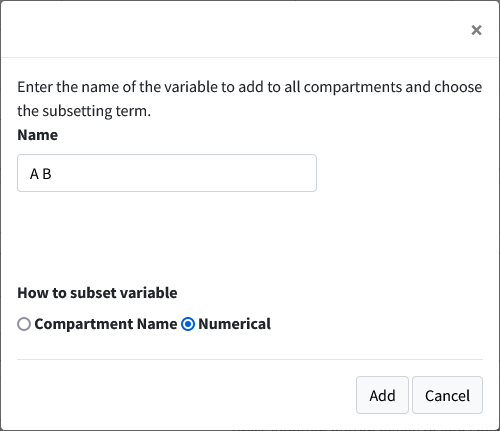 ×
Enter the name of the variable to add to all compartments and choose
the subsetting term.
Name
A B
How to subset variable
Compartment Name Numerical
Add Cancel